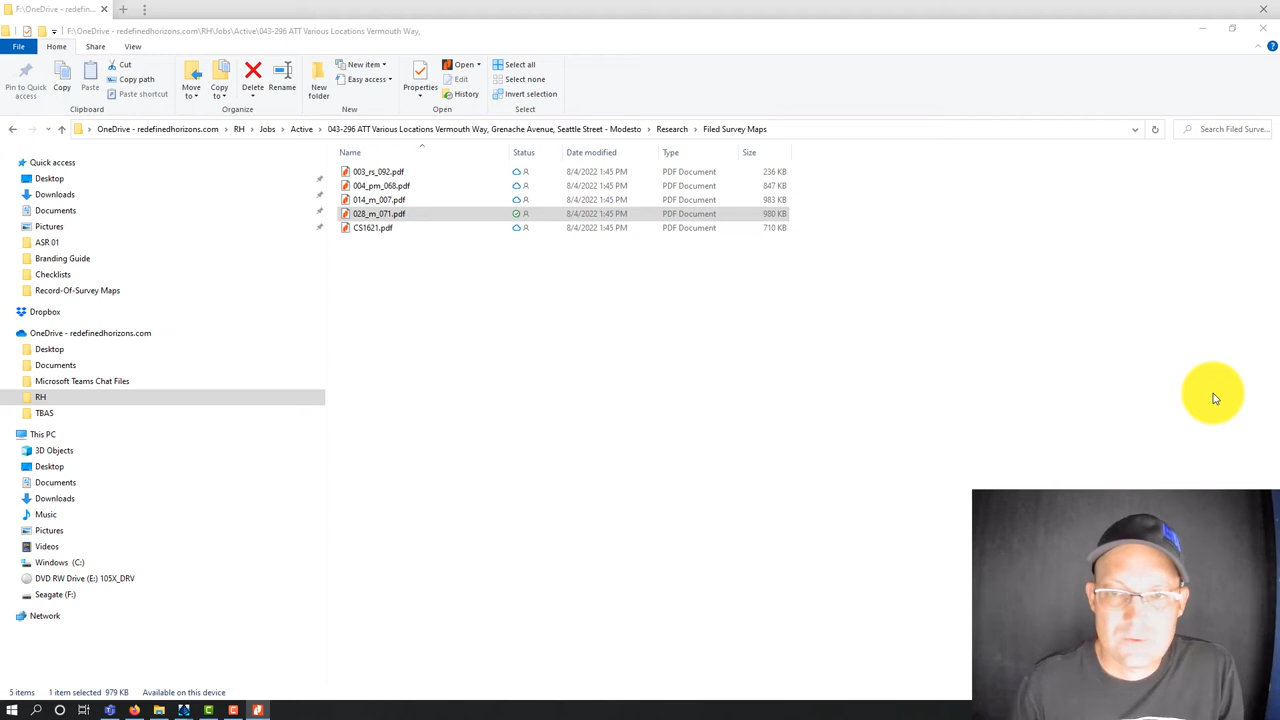 F:\OneDrive - redefin...
F:\OneDrive - redefinedhorizons.com\RH\Jobs\Active\043-296 ATT Various Locations Vermouth Way,
File Home Share View
Pin to Quick access
Copy
Paste
Cut
Copy path
Paste shortcut
Clipboard
Move to
Copy to
Delete
Rename
Organize
New folder
New item
Easy access
New
Properties
Open
Edit
History
Open
Select all
Select none
Invert selection
Select
OneDrive - redefinedhorizons.com > RH > Jobs > Active > 043-296 ATT Various Locations Vermouth Way, Grenache Avenue, Seattle Street - Modesto > Research > Filed Survey Maps
Search Filed Surve...
Name Status Date modified Type Size
003_rs_092.pdf 8/4/2022 1:45 PM PDF Document 236 KB
004_pm_068.pdf 8/4/2022 1:45 PM PDF Document 847 KB
014_m_007.pdf 8/4/2022 1:45 PM PDF Document 983 KB
028_m_071.pdf 8/4/2022 1:45 PM PDF Document 980 KB
CS1621.pdf 8/4/2022 1:45 PM PDF Document 710 KB
Quick access
Desktop
Downloads
Documents
Pictures
ASR 01
Branding Guide
Checklists
Record-Of-Survey Maps
Dropbox
OneDrive - redefinedhorizons.com
Desktop
Documents
Microsoft Teams Chat Files
RH
TBAS
This PC
3D Objects
Desktop
Documents
Downloads
Music
Pictures
Videos
Windows (C:)
DVD RW Drive (E:) 105X_DRV
Seagate (F:)
Network
5 items 1 item selected 979 KB Available on this device